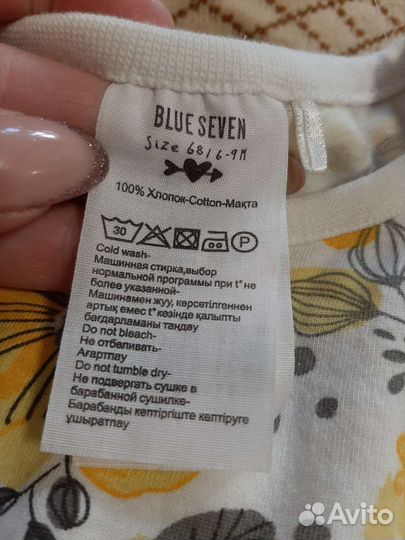 BLUE SEVEN
Size 68 / 6-9M
100% Хлопок-Cotton-Мақта
30 P
Cold wash-
Машинная стирка,выбор
нормальной программы при t° не
более указанной-
Машинамен жуу, көрсетілгеннен
артық емес t° кезінде қалыпты
бағдарламаны таңдау
Do not bleach-
Не отбеливать-
Ағартпау
Do not tumble dry-
Не подвергать сушке в
барабанной сушилке-
Барабанды кептіргіште кептіруге
ұшыратпау
Avito